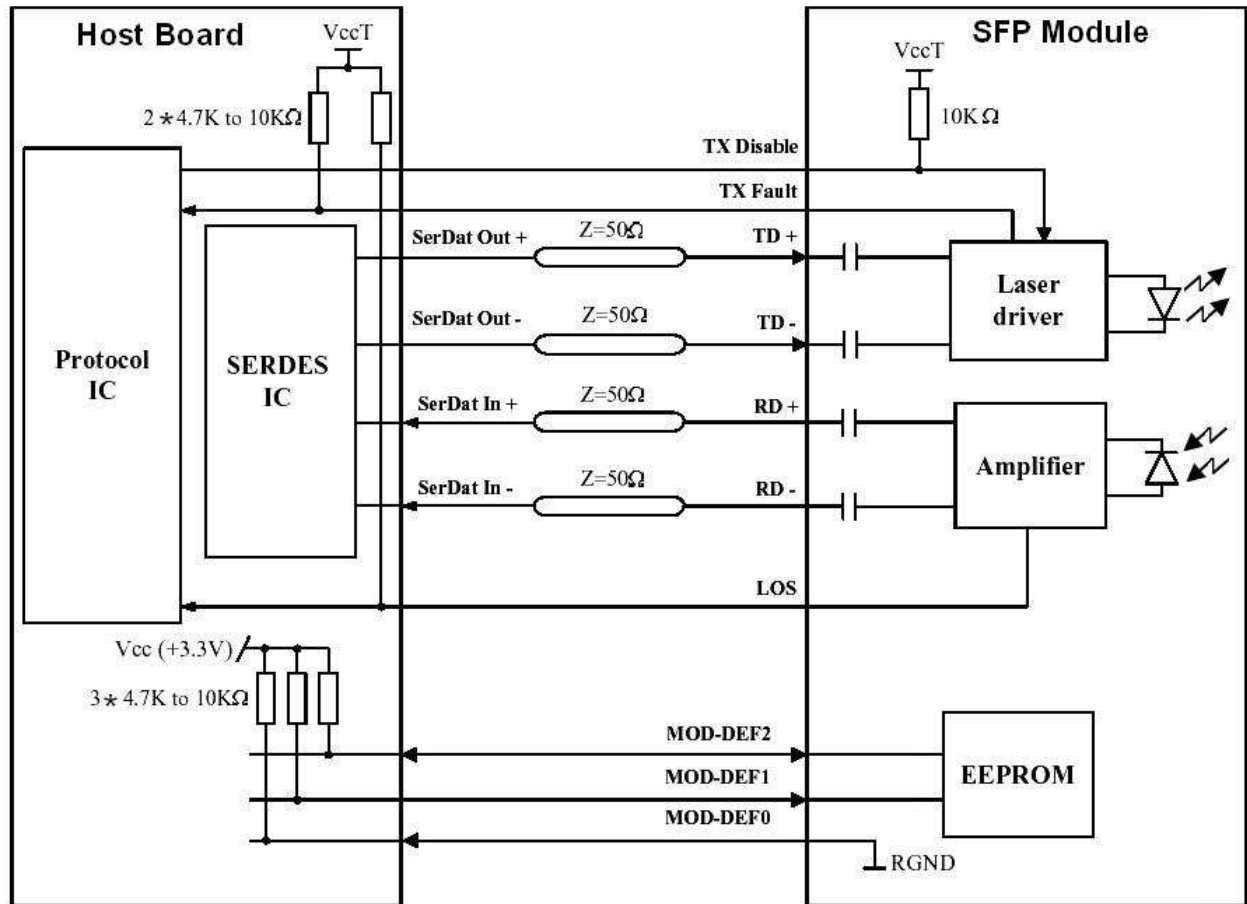 Host Board
VccT
SFP Module
VccT
2*4.7K to 10KΩ
10KΩ
TX Disable
TX Fault
SerDat Out +
Z=50Ω
TD +
Laser
driver
SerDat Out -
Z=50Ω
TD -
Protocol
IC
SERDES
IC
SerDat In +
Z=50Ω
RD +
Amplifier
SerDat In -
Z=50Ω
RD -
LOS
Vcc (+3.3V)
3* 4.7K to 10KΩ
MOD-DEF2
EEPROM
MOD-DEF1
MOD-DEF0
RGND